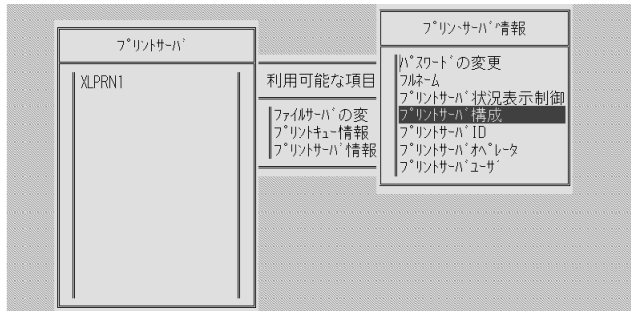 ﾌﾟﾘﾝﾄｻｰﾊﾞ
XLPRN1
利用可能な項目
ﾌｧｲﾙｻｰﾊﾞの変
ﾌﾟﾘﾝﾄｷｭｰ情報
ﾌﾟﾘﾝﾄｻｰﾊﾞ情報
ﾌﾟﾘﾝﾄｻｰﾊﾞ情報
ﾊﾟｽﾜｰﾄﾞの変更
ﾌﾙﾈｰﾑ
ﾌﾟﾘﾝﾄｻｰﾊﾞ状況表示制御
ﾌﾟﾘﾝﾄｻｰﾊﾞ構成
ﾌﾟﾘﾝﾄｻｰﾊﾞID
ﾌﾟﾘﾝﾄｻｰﾊﾞｵﾍﾟﾚｰﾀ
ﾌﾟﾘﾝﾄｻｰﾊﾞﾕｰｻﾞ